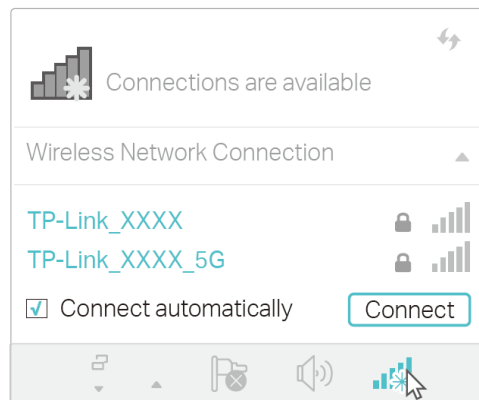 Connections are available
Wireless Network Connection
TP-Link_XXXX
TP-Link_XXXX_5G
Connect automatically
Connect